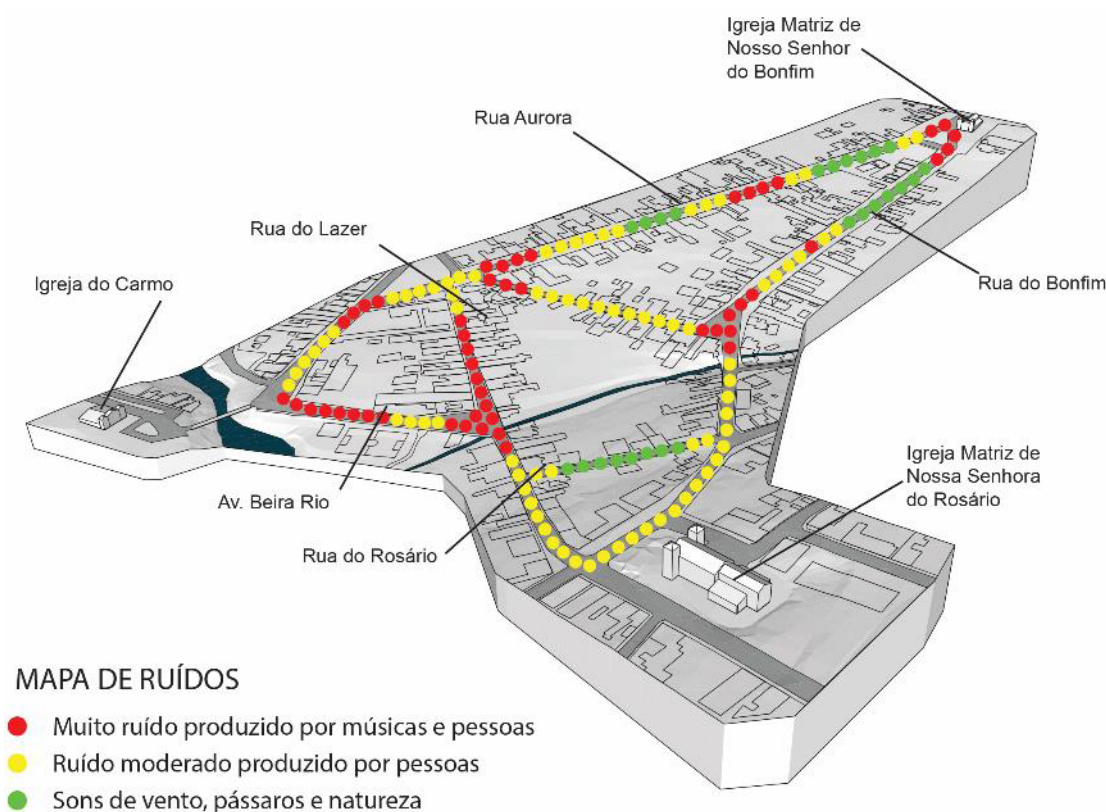 Igreja Matriz de
Nosso Senhor
do Bonfim
Rua Aurora
Rua do Lazer
Igreja do Carmo
Rua do Bonfim
Igreja Matriz de
Nossa Senhora
do Rosário
Av. Beira Rio
Rua do Rosário
MAPA DE RUÍDOS
Muito ruído produzido por músicas e pessoas
Ruído moderado produzido por pessoas
Sons de vento, pássaros e natureza